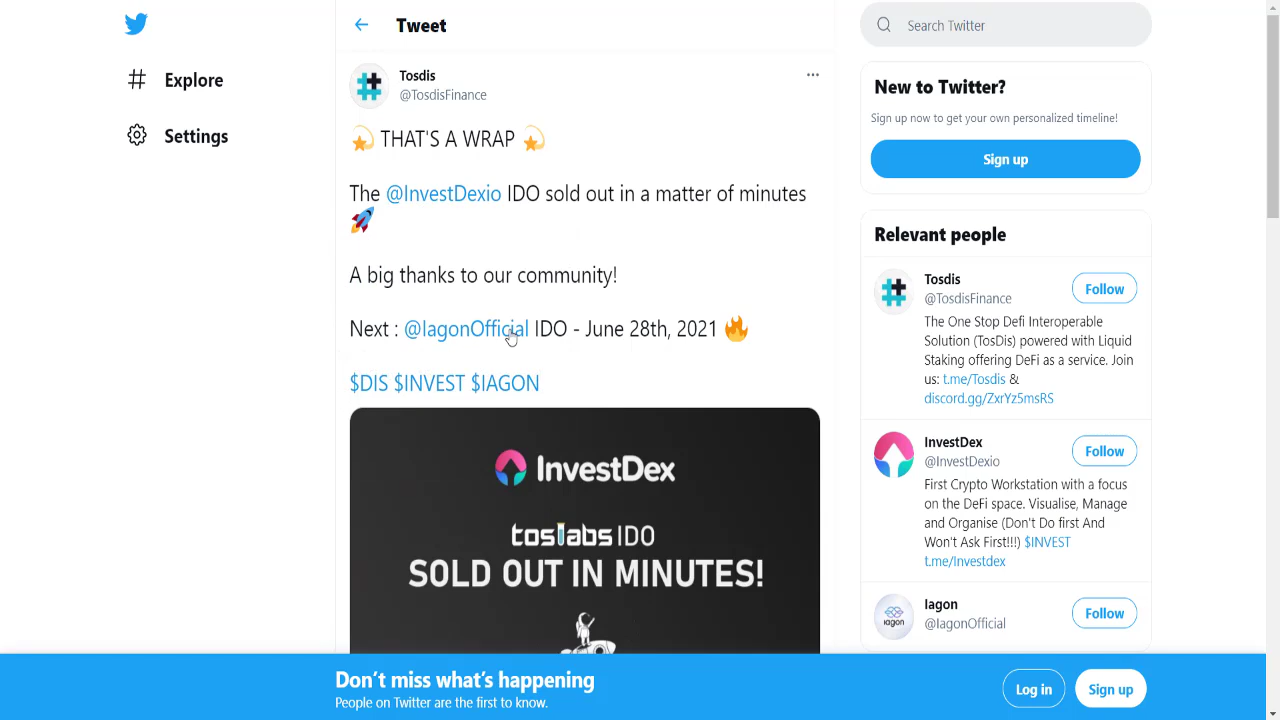 Tweet
Search Twitter
Explore
Settings
Tosdis
@TosdisFinance
💫 THAT'S A WRAP 💫
The @InvestDexio IDO sold out in a matter of minutes
🚀
A big thanks to our community!
Next : @IagonOfficial IDO - June 28th, 2021 🔥
$DIS $INVEST $IAGON
InvestDex
toslabs IDO
SOLD OUT IN MINUTES!
New to Twitter?
Sign up now to get your own personalized timeline!
Sign up
Relevant people
Tosdis
@TosdisFinance
Follow
The One Stop Defi Interoperable
Solution (TosDis) powered with Liquid
Staking offering DeFi as a service. Join
us: t.me/Tosdis &
discord.gg/ZxrYz5msRS
InvestDex
@InvestDexio
Follow
First Crypto Workstation with a focus
on the DeFi space. Visualise, Manage
and Organise (Don't Do first And
Won't Ask First!!!) $INVEST
t.me/Investdex
Iagon
@IagonOfficial
Follow
iagon
Don't miss what's happening
People on Twitter are the first to know.
Log in
Sign up